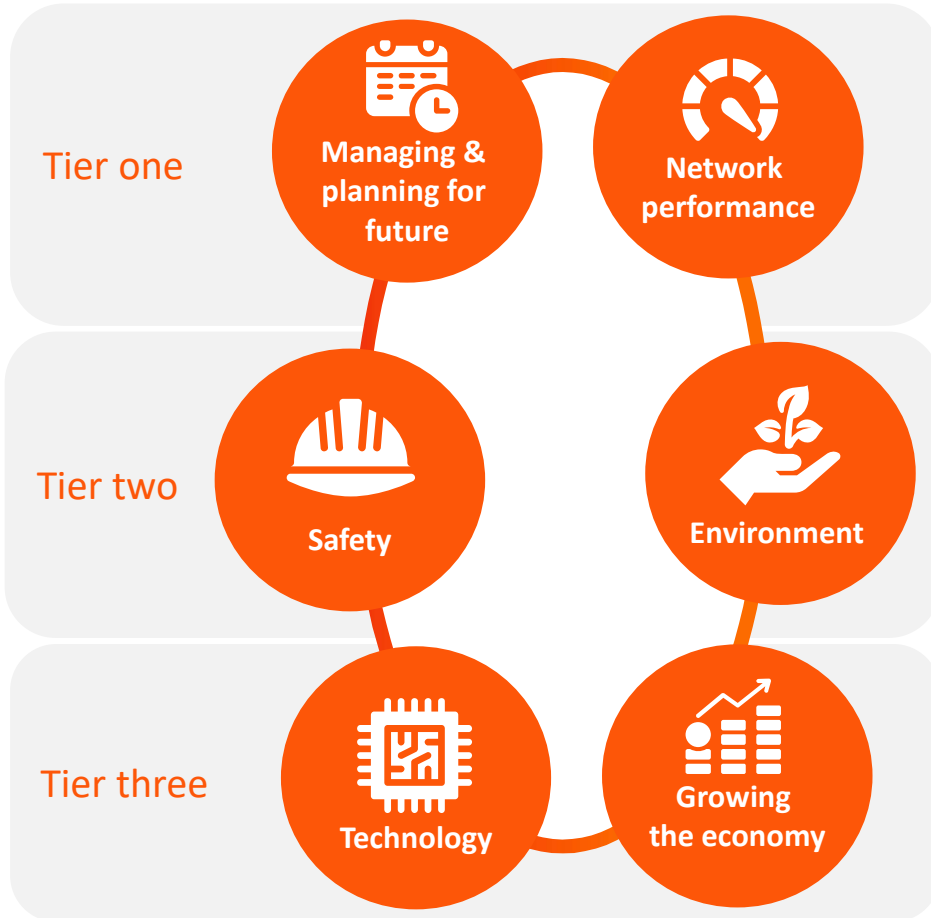 Tier one
Managing &
planning for
future
Network
performance
Tier two
Safety
Environment
Tier three
Technology
Growing
the economy